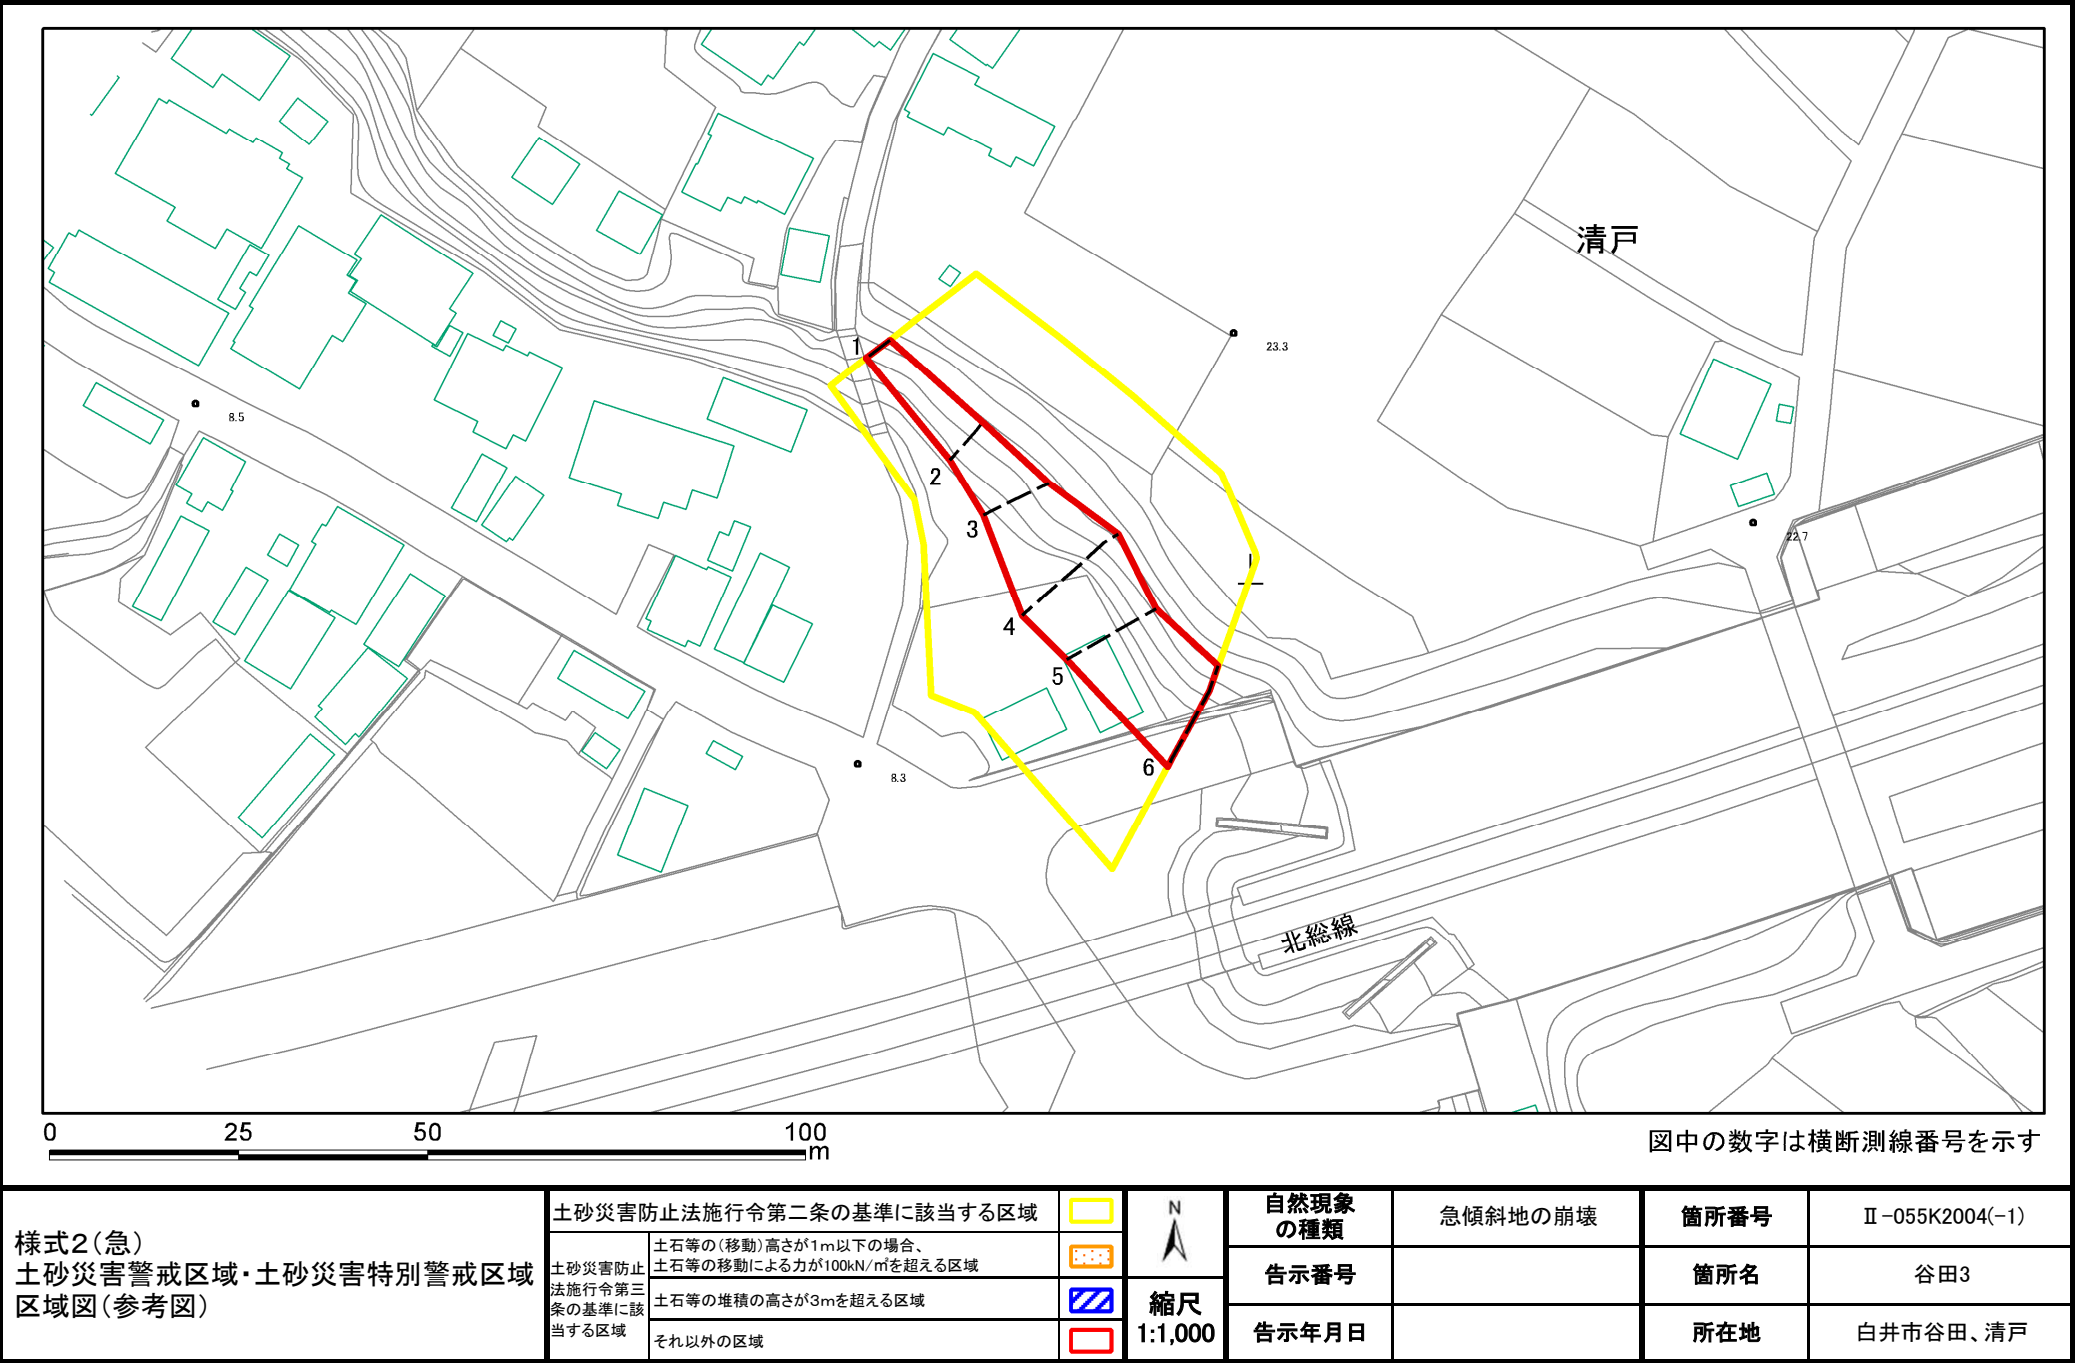 清戸
1
23.3
8.5
2
3
22.7
4
5
6
8.3
北総線
0 25 50 100
m
図中の数字は横断測線番号を示す
様式2（急）
土砂災害警戒区域・土砂災害特別警戒区域
区域図（参考図）
土砂災害防止法施行令第二条の基準に該当する区域
土砂災害防止
法施行令第三
条の基準に該
当する区域
土石等の（移動）高さが1ｍ以下の場合、
土石等の移動による力が100kN/㎡を超える区域
土石等の堆積の高さが3ｍを超える区域
それ以外の区域
N
縮尺
1:1,000
自然現象
の種類
急傾斜地の崩壊
告示番号
告示年月日
箇所番号
Ⅱ-055K2004(-1)
箇所名
谷田3
所在地
白井市谷田、清戸